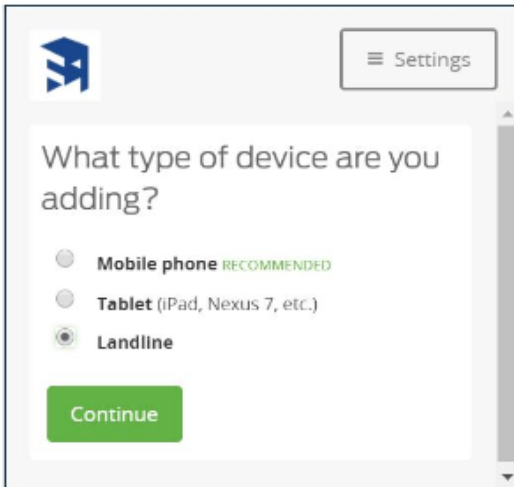 ≡ Settings
What type of device are you
adding?
Mobile phone RECOMMENDED
Tablet (iPad, Nexus 7, etc.)
Landline
Continue